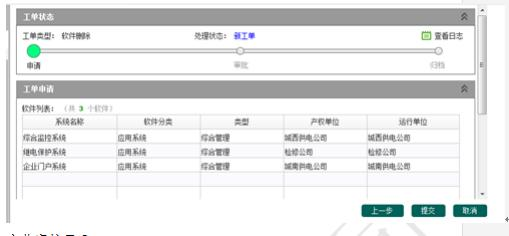 工单状态
工单类型： 软件删除 处理状态： 新工单 查看日志
申请 审批 归档
工单申请
软件列表： （共 3 个软件）
系统名称 软件分类 类型 产权单位 运行单位
综合监控系统 应用系统 综合管理 城西供电公司 城西供电公司
继电保护系统 应用系统 综合管理 检修公司 检修公司
企业门户系统 应用系统 综合管理 城南供电公司 城南供电公司
上一步 提交 取消